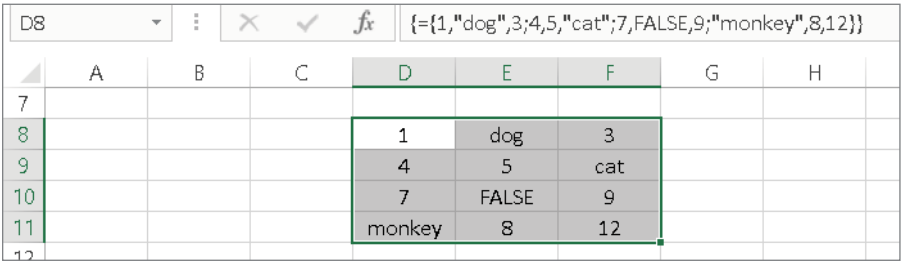 D8 fx {={1,"dog",3;4,5,"cat";7,FALSE,9;"monkey",8,12}}
A B C D E F G H
7
8 1 dog 3
9 4 5 cat
10 7 FALSE 9
11 monkey 8 12
12